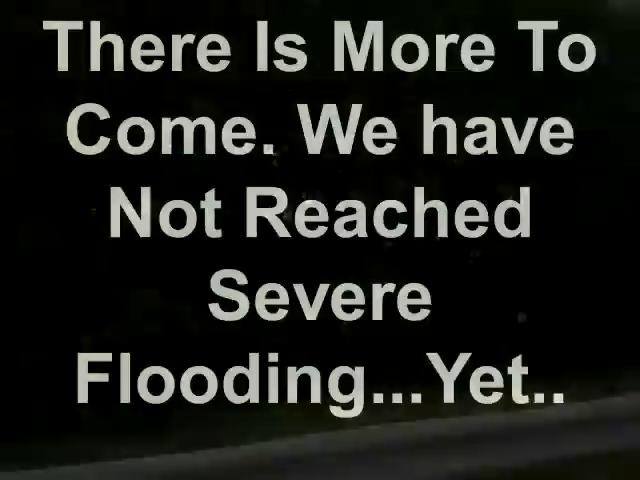 There Is More To
Come. We have
Not Reached
Severe
Flooding...Yet..